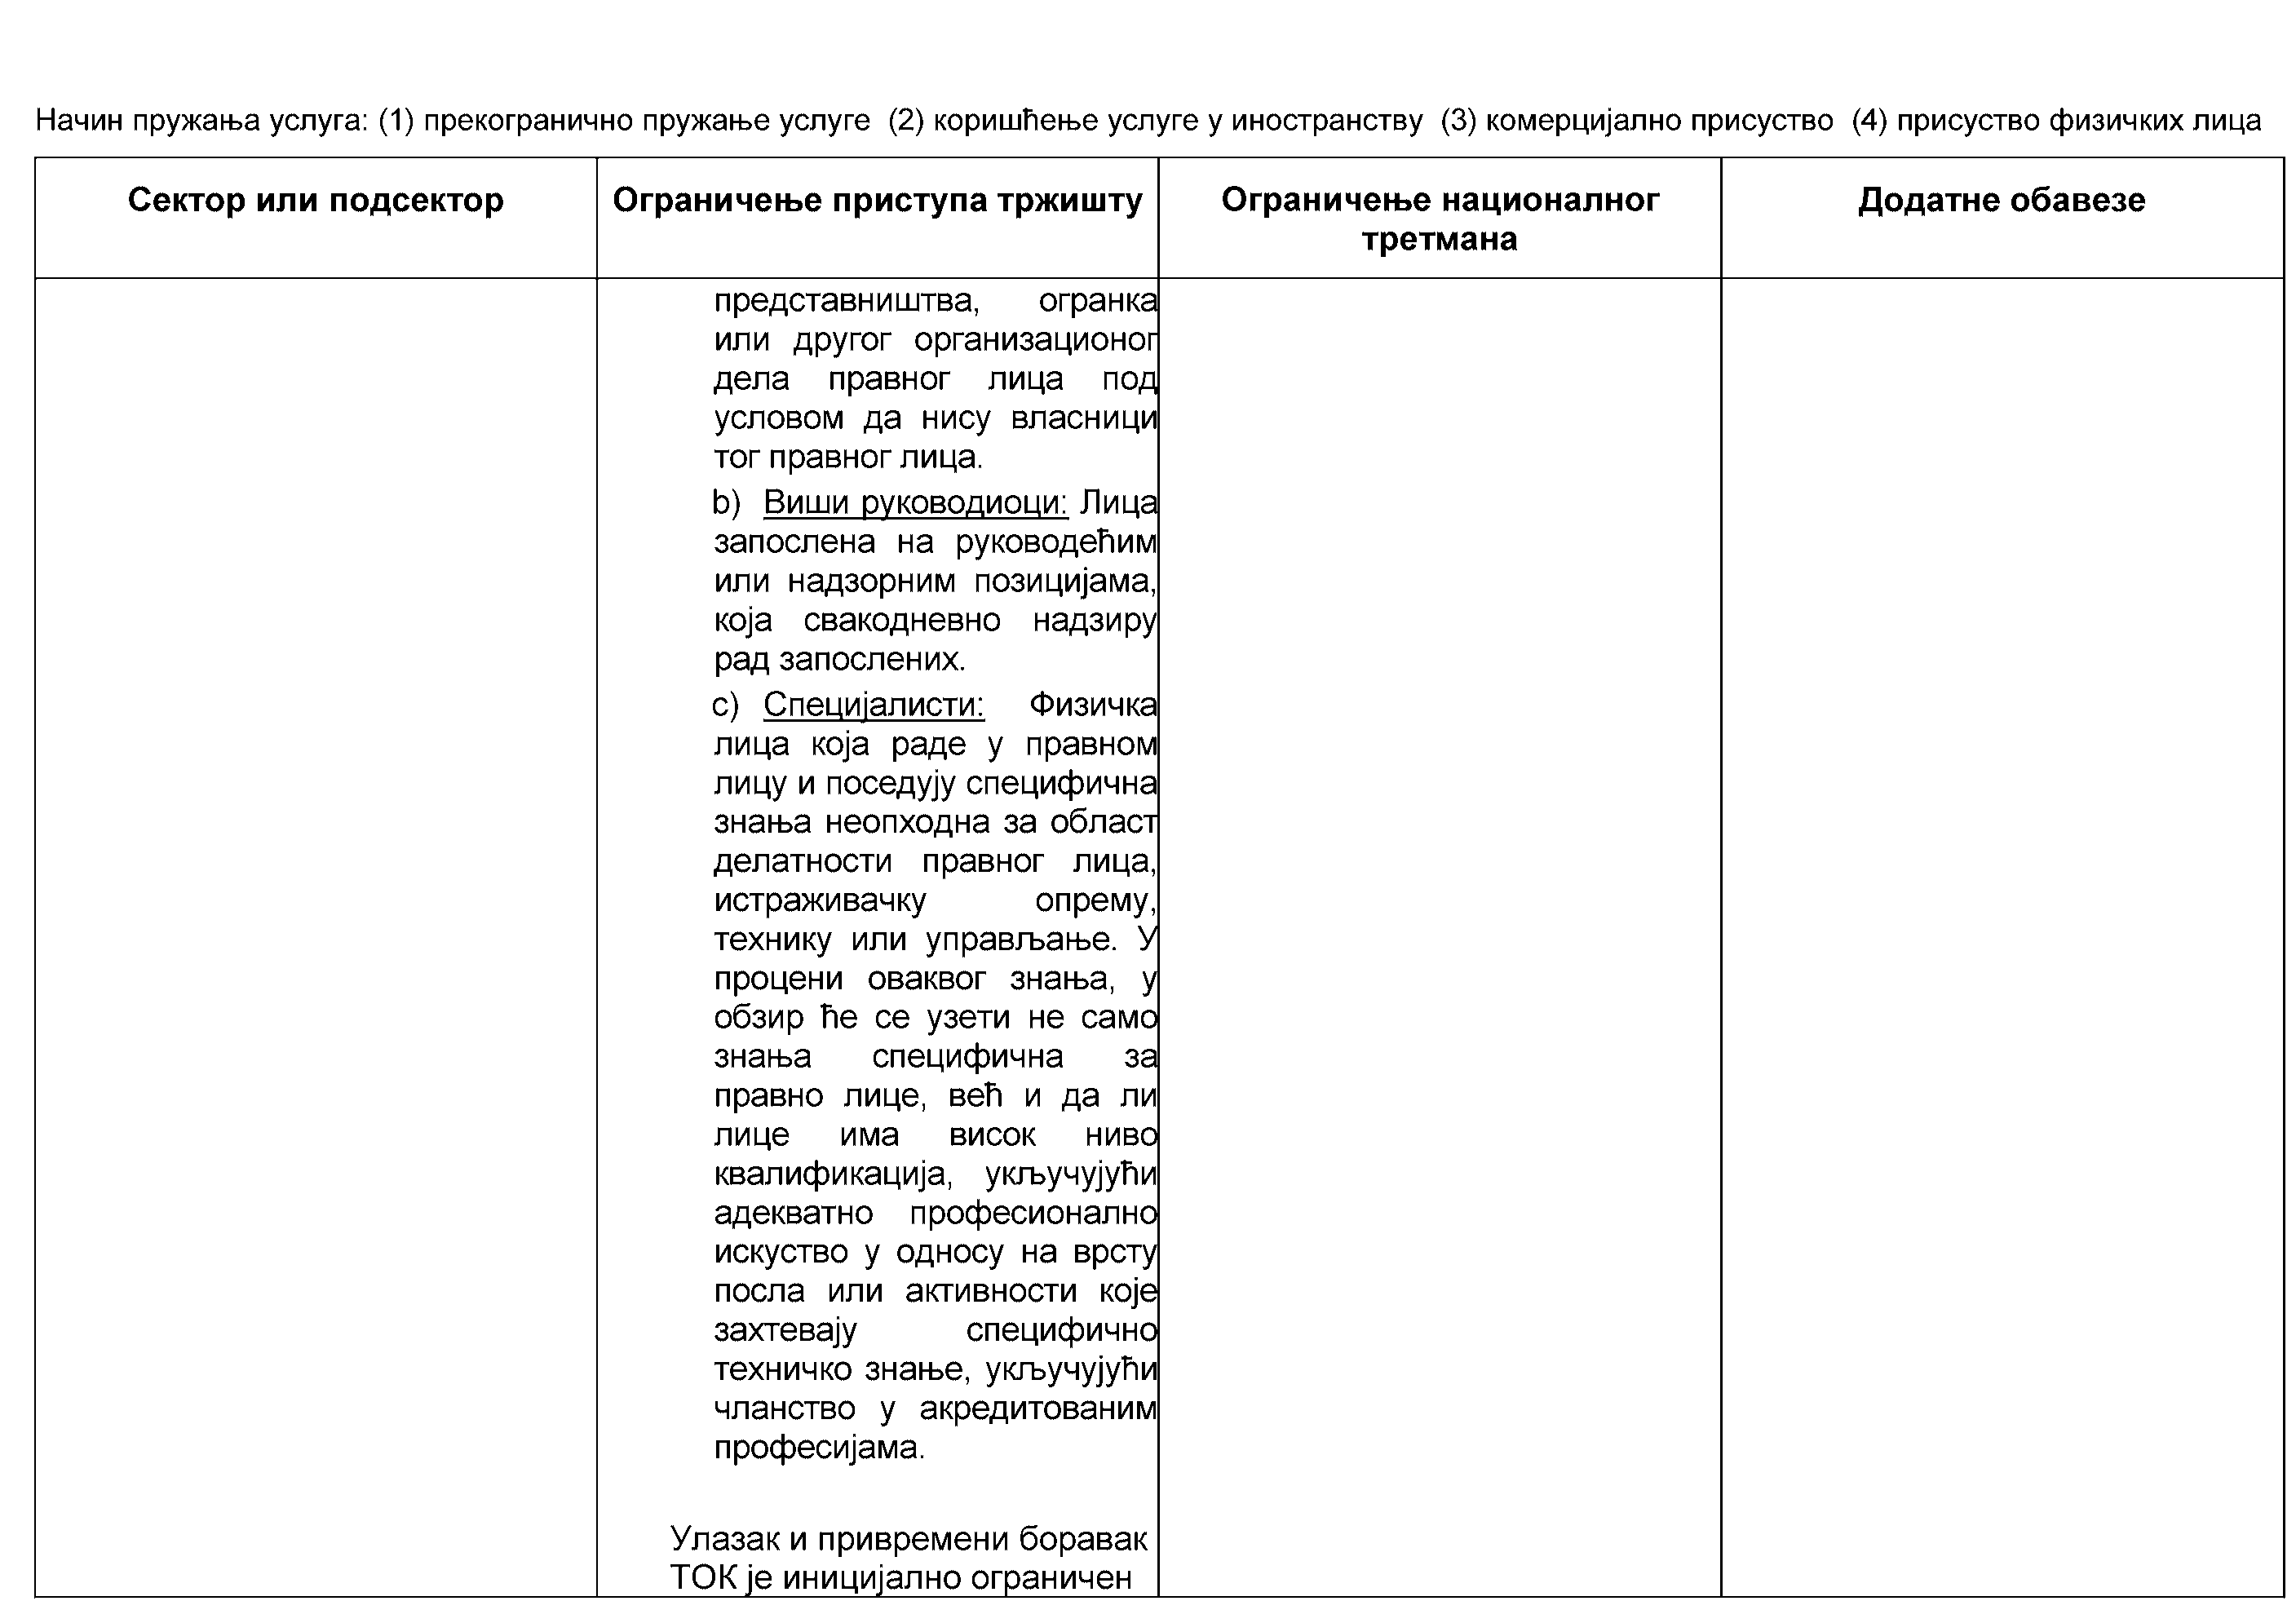 Начин пружања услуга: (1) прекогранично пружање услуге (2) коришћење услуге у иностранству (3) комерцијално присуство (4) присуство физичких лица
Сектор или подсектор
Ограничење приступа тржишту
Ограничење националног
третмана
Додатне обавезе
представништва, огранка
или другог организационог
дела правног лица под
условом да нису власници
тог правног лица.
b) Виши руководиоци: Лица
запослена на руководећим
или надзорним позицијама,
која свакодневно надзиру
рад запослених.
c) Специјалисти: Физичка
лица која раде у правном
лицу и поседују специфична
знања неопходна за област
делатности правног лица,
истраживачку опрему,
технику или управљање. У
процени оваквог знања, у
обзир ће се узети не само
знања специфична за
правно лице, већ и да ли
лице има висок ниво
квалификација, укључујући
адекватно професионално
искуство у односу на врсту
посла или активности које
захтевају специфично
техничко знање, укључујући
чланство у акредитованим
професијама.
Улазак и привремени боравак
ТОК је иницијално ограничен